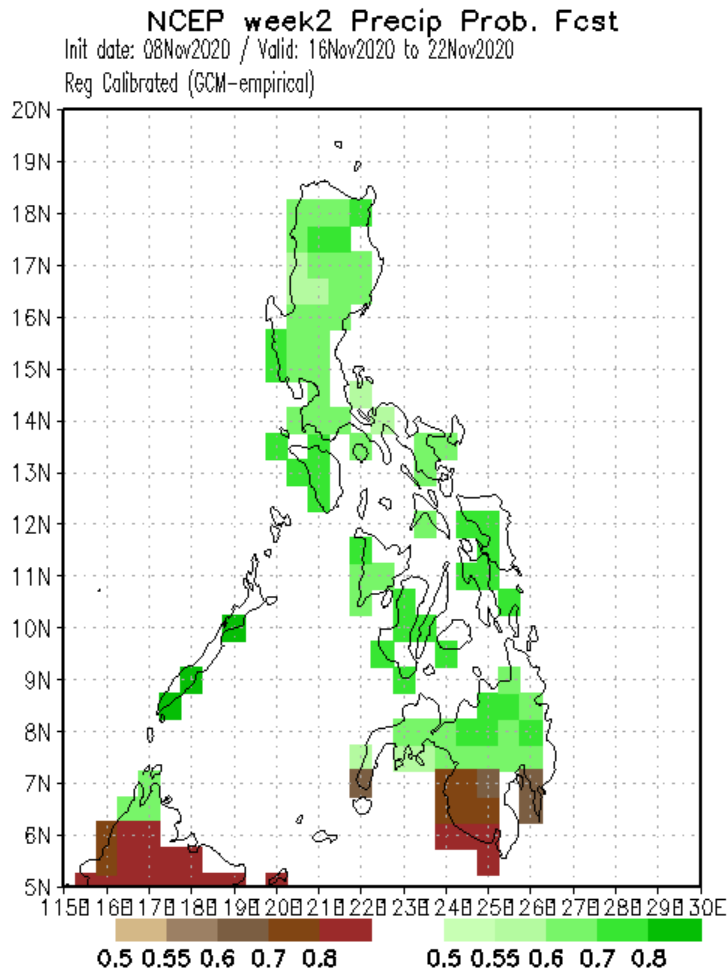 NCEP week2 Precip Prob. Fcst
Init date: 08Nov2020 / Valid: 16Nov2020 to 22Nov2020
Reg Calibrated (GCM-empirical)
20N
19N
18N
17N
16N
15N
14N
13N
12N
11N
10N
9N
8N
7N
6N
5N
115E 116E 117E 118E 119E 120E 121E 122E 123E 124E 125E 126E 127E 128E 129E 130E
0.5 0.55 0.6 0.7 0.8 0.5 0.55 0.6 0.7 0.8